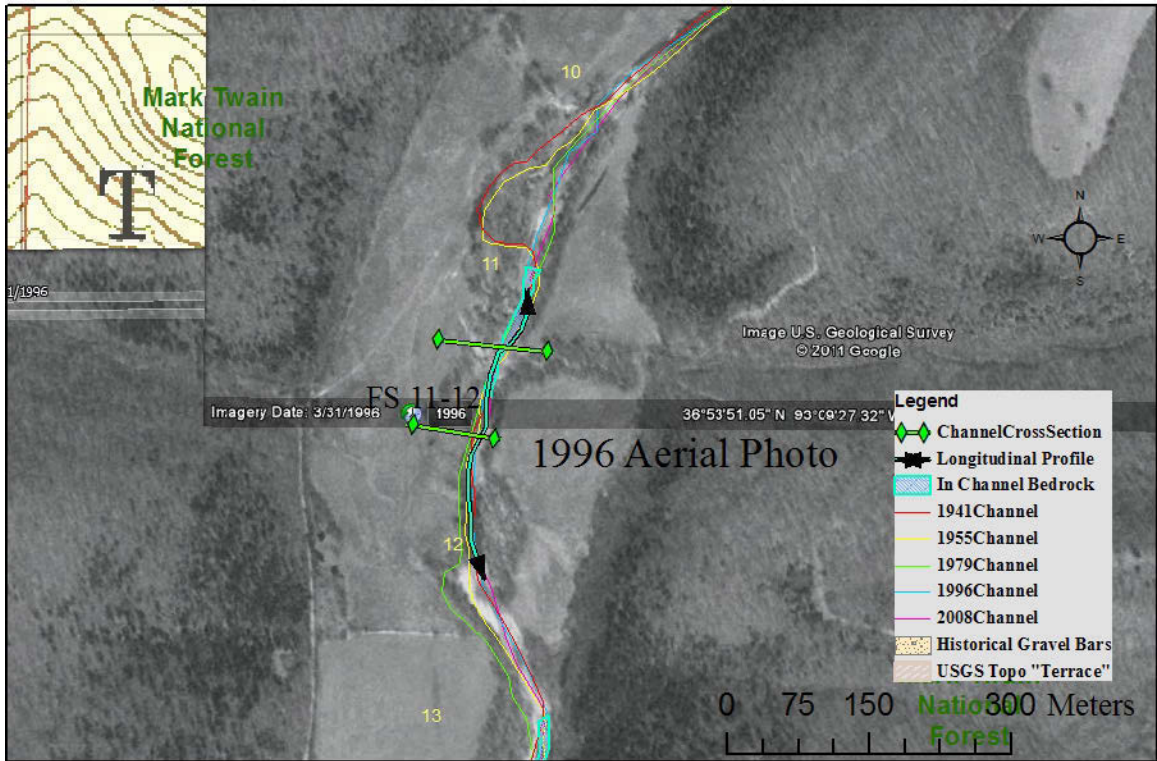 10
Mark Twain
National
Forest
T
N
W E
S
11
1/1996
Image U.S. Geological Survey
© 2011 Google
FS 11-12
Imagery Date: 3/31/1996 1996 36°53'51.05" N 93°09'27.32" W
1996 Aerial Photo
Legend
ChannelCrossSection
Longitudinal Profile
In Channel Bedrock
1941Channel
1955Channel
1979Channel
1996Channel
2008Channel
Historical Gravel Bars
USGS Topo "Terrace"
12
13
National
Forest
0 75 150 300 Meters